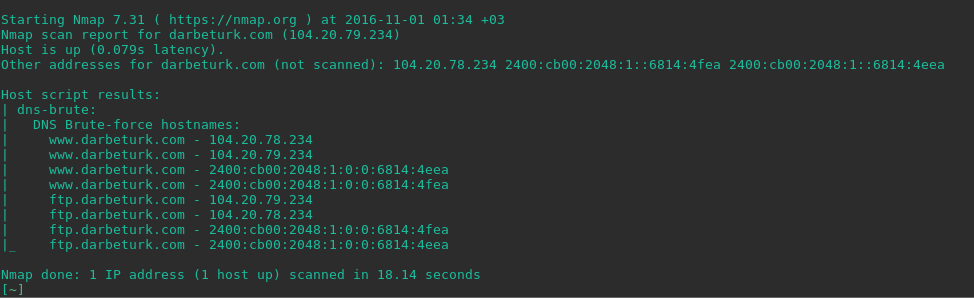 Starting Nmap 7.31 ( https://nmap.org ) at 2016-11-01 01:34 +03
Nmap scan report for darbeturk.com (104.20.79.234)
Host is up (0.079s latency).
Other addresses for darbeturk.com (not scanned): 104.20.78.234 2400:cb00:2048:1::6814:4fea 2400:cb00:2048:1::6814:4eea

Host script results:
| dns-brute:
|   DNS Brute-force hostnames:
|     www.darbeturk.com - 104.20.78.234
|     www.darbeturk.com - 104.20.79.234
|     www.darbeturk.com - 2400:cb00:2048:1:0:0:6814:4eea
|     www.darbeturk.com - 2400:cb00:2048:1:0:0:6814:4fea
|     ftp.darbeturk.com - 104.20.79.234
|     ftp.darbeturk.com - 104.20.78.234
|     ftp.darbeturk.com - 2400:cb00:2048:1:0:0:6814:4fea
|_    ftp.darbeturk.com - 2400:cb00:2048:1:0:0:6814:4eea

Nmap done: 1 IP address (1 host up) scanned in 18.14 seconds
[~]